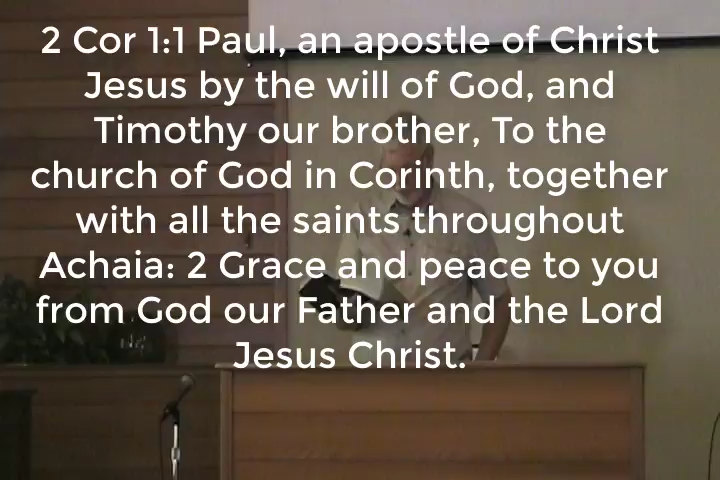 2 Cor 1:1 Paul, an apostle of Christ
Jesus by the will of God, and
Timothy our brother, To the
church of God in Corinth, together
with all the saints throughout
Achaia: 2 Grace and peace to you
from God our Father and the Lord
Jesus Christ.